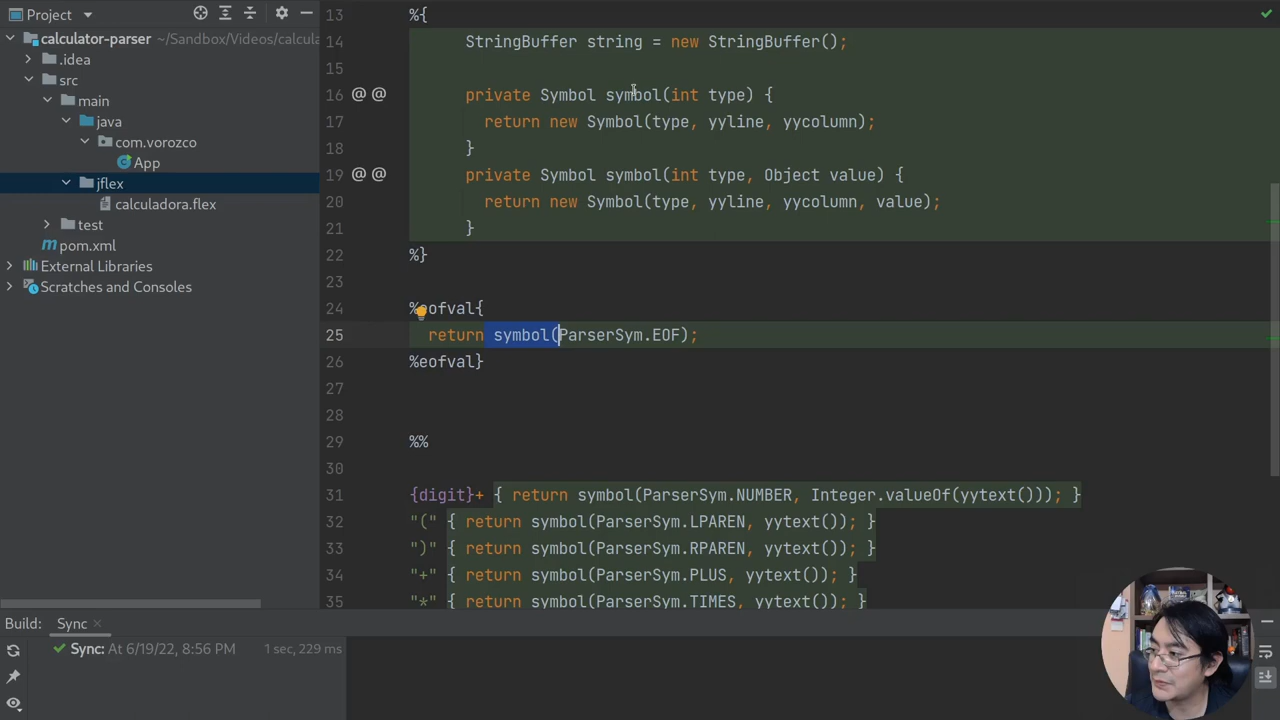 Project
calculator-parser ~/Sandbox/Videos/calcula
.idea
src
main
java
com.vorozco
App
jflex
calculadora.flex
test
pom.xml
External Libraries
Scratches and Consoles
13 %{
14 StringBuffer string = new StringBuffer();
15
16 @ @ private Symbol symbol(int type) {
17 return new Symbol(type, yyline, yycolumn);
18 }
19 @ @ private Symbol symbol(int type, Object value) {
20 return new Symbol(type, yyline, yycolumn, value);
21 }
22 %}
23
24 %eofval{
25 return symbol(ParserSym.EOF);
26 %eofval}
27
28
29 %%
30
31 {digit}+ { return symbol(ParserSym.NUMBER, Integer.valueOf(yytext())); }
32 "(" { return symbol(ParserSym.LPAREN, yytext()); }
33 ")" { return symbol(ParserSym.RPAREN, yytext()); }
34 "+" { return symbol(ParserSym.PLUS, yytext()); }
35 "*" { return symbol(ParserSym.TIMES, yytext()); }
Build: Sync
Sync: At 6/19/22, 8:56 PM 1 sec, 229 ms